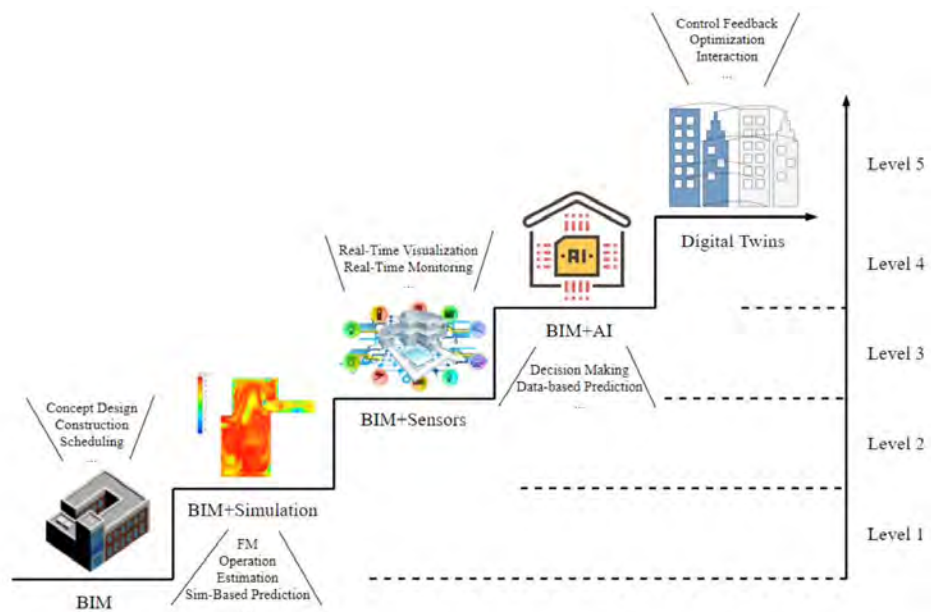 Control Feedback
Optimization
Interaction
...
Level 5
Digital Twins
Level 4
Real-Time Visualization
Real-Time Monitoring
...
AI
BIM+AI
Level 3
Decision Making
Data-based Prediction
...
BIM+Sensors
Level 2
Concept Design
Construction
Scheduling
...
BIM+Simulation
Level 1
FM
Operation
Estimation
Sim-Based Prediction
BIM